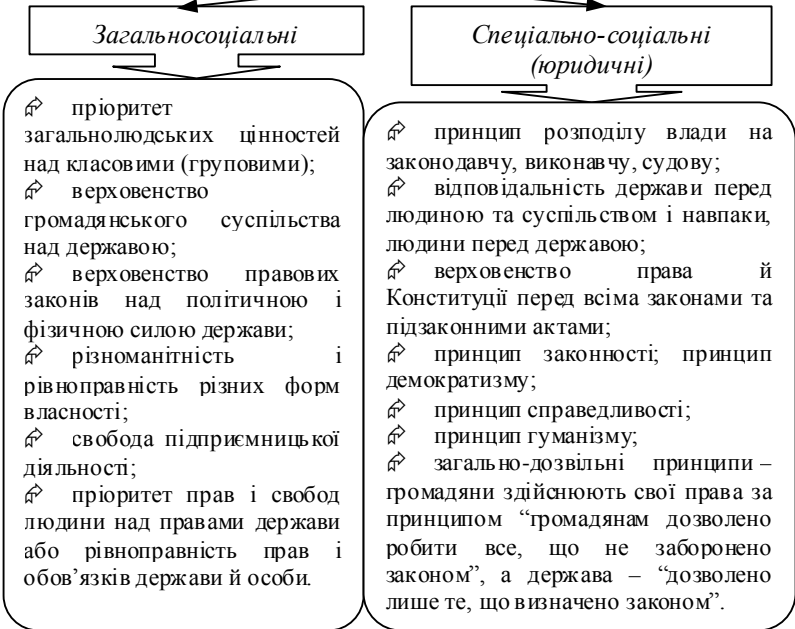 Загальносоціальні
пріоритет
загальнолюдських цінностей
над класовими (груповими);
верховенство
громадянського суспільства
над державою;
верховенство правових
законів над політичною і
фізичною силою держави;
різноманітність і
рівноправність різних форм
власності;
свобода підприємницької
діяльності;
пріоритет прав і свобод
людини над правами держави
або рівноправність прав і
обов’язків держави й особи.
Спеціально-соціальні
(юридичні)
принцип розподілу влади на
законодавчу, виконавчу, судову;
відповідальність держави перед
людиною та суспільством і навпаки,
людини перед державою;
верховенство права й
Конституції перед всіма законами та
підзаконними актами;
принцип законності; принцип
демократизму;
принцип справедливості;
принцип гуманізму;
загально-дозвільні принципи –
громадяни здійснюють свої права за
принципом “громадянам дозволено
робити все, що не заборонено
законом”, а держава – “дозволено
лише те, що визначено законом”.